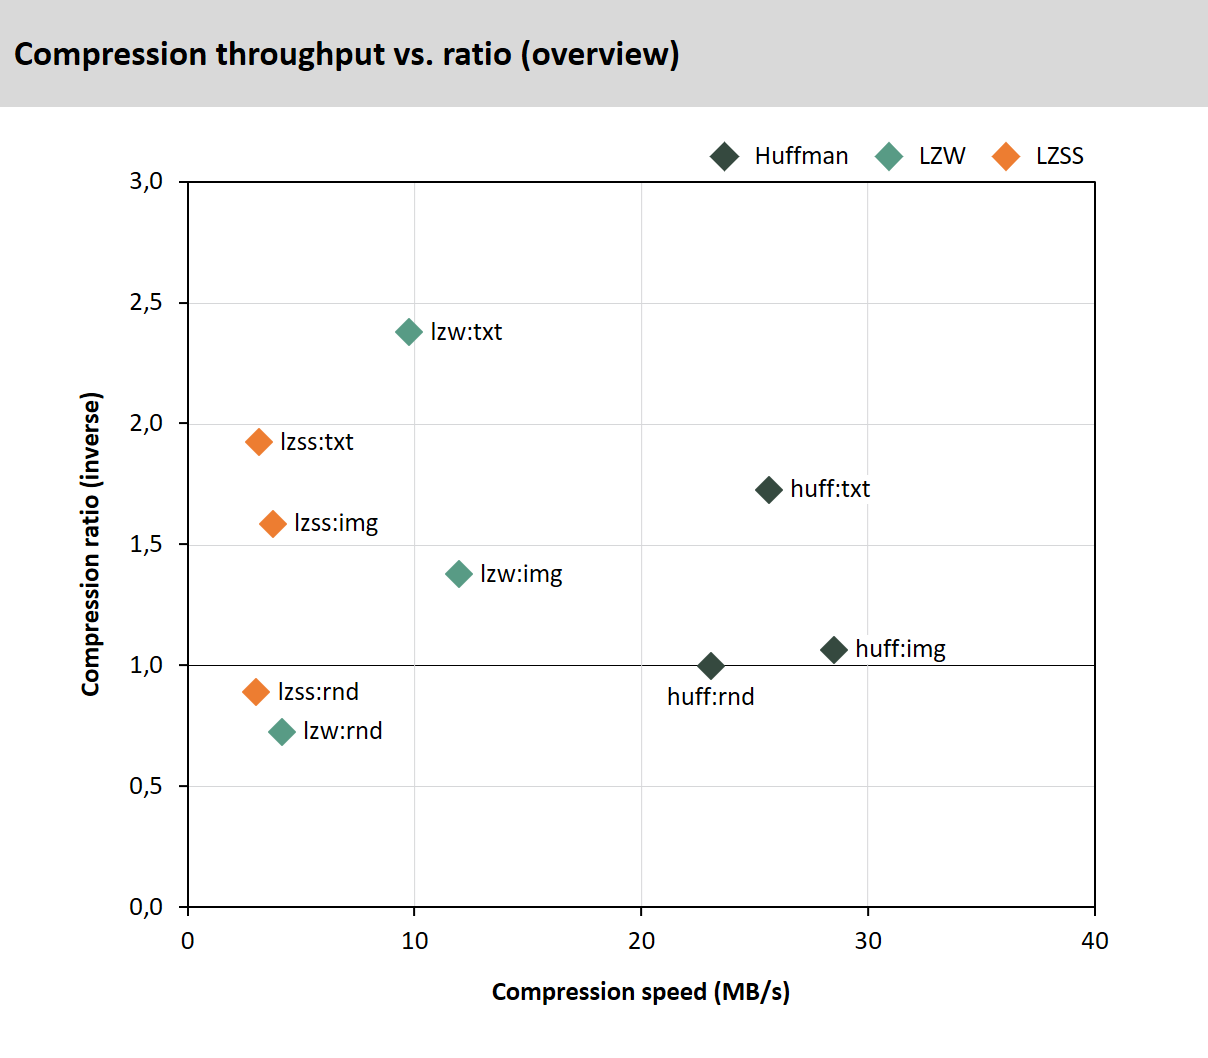 Compression throughput vs. ratio (overview)
Huffman LZW LZSS
3,0
2,5
lzw:txt
2,0
lzss:txt
huff:txt
lzss:img
1,5
lzw:img
huff:img
1,0
lzss:rnd
huff:rnd
lzw:rnd
0,5
0,0
Compression ratio (inverse)
0 10 20 30 40
Compression speed (MB/s)